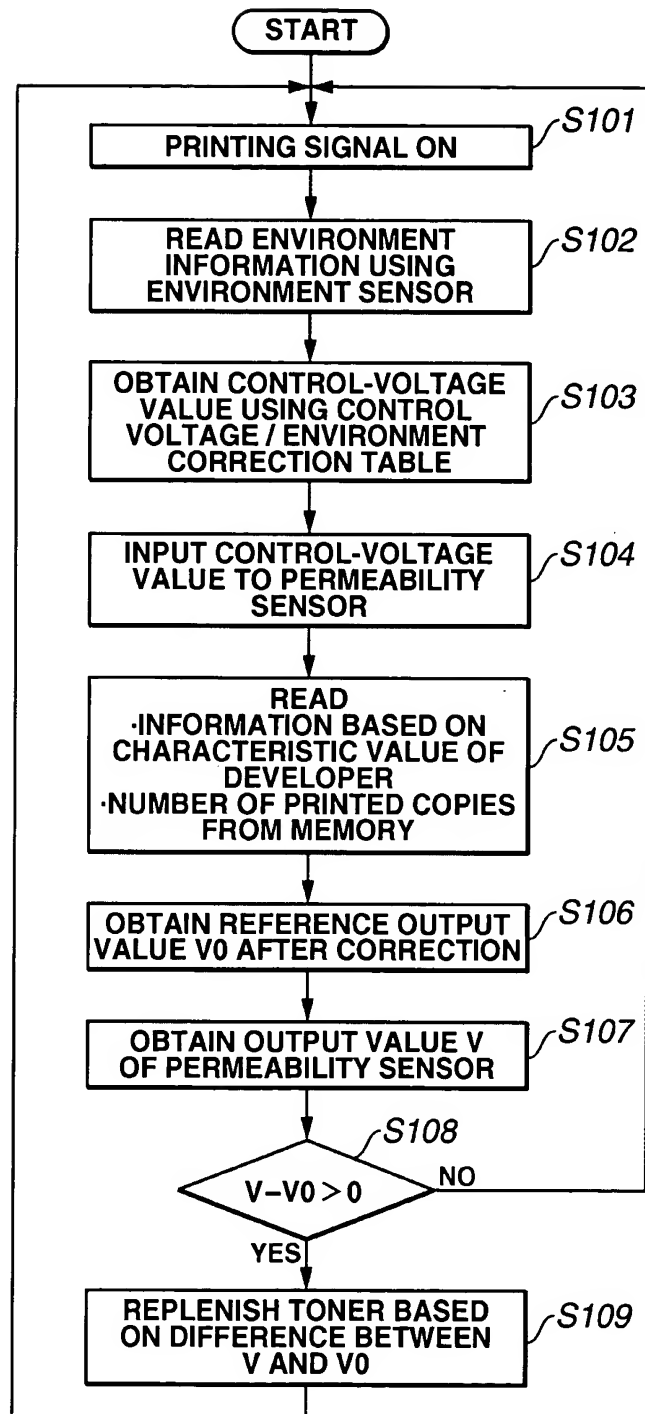 START
S101
PRINTING SIGNAL ON
S102
READ ENVIRONMENT
INFORMATION USING
ENVIRONMENT SENSOR
S103
OBTAIN CONTROL-VOLTAGE
VALUE USING CONTROL
VOLTAGE / ENVIRONMENT
CORRECTION TABLE
S104
INPUT CONTROL-VOLTAGE
VALUE TO PERMEABILITY
SENSOR
S105
READ
·INFORMATION BASED ON
CHARACTERISTIC VALUE OF
DEVELOPER
·NUMBER OF PRINTED COPIES
FROM MEMORY
S106
OBTAIN REFERENCE OUTPUT
VALUE V0 AFTER CORRECTION
S107
OBTAIN OUTPUT VALUE V
OF PERMEABILITY SENSOR
S108
V−V0 > 0
NO
YES
S109
REPLENISH TONER BASED
ON DIFFERENCE BETWEEN
V AND V0